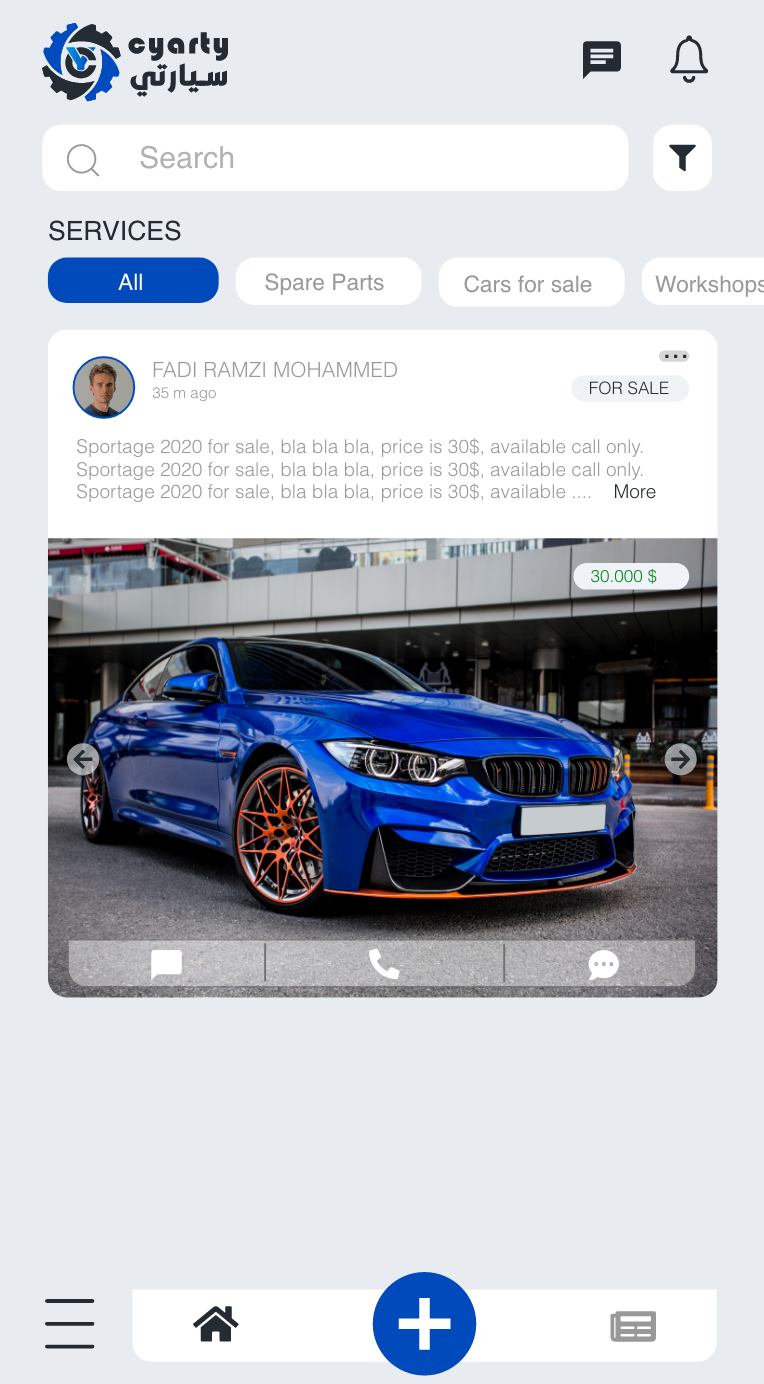 cyarty
سيارتي
Search
SERVICES
All
Spare Parts
Cars for sale
Workshops
FADI RAMZI MOHAMMED
35 m ago
FOR SALE
Sportage 2020 for sale, bla bla bla, price is 30$, available call only.
Sportage 2020 for sale, bla bla bla, price is 30$, available call only.
Sportage 2020 for sale, bla bla bla, price is 30$, available .... More
30.000 $